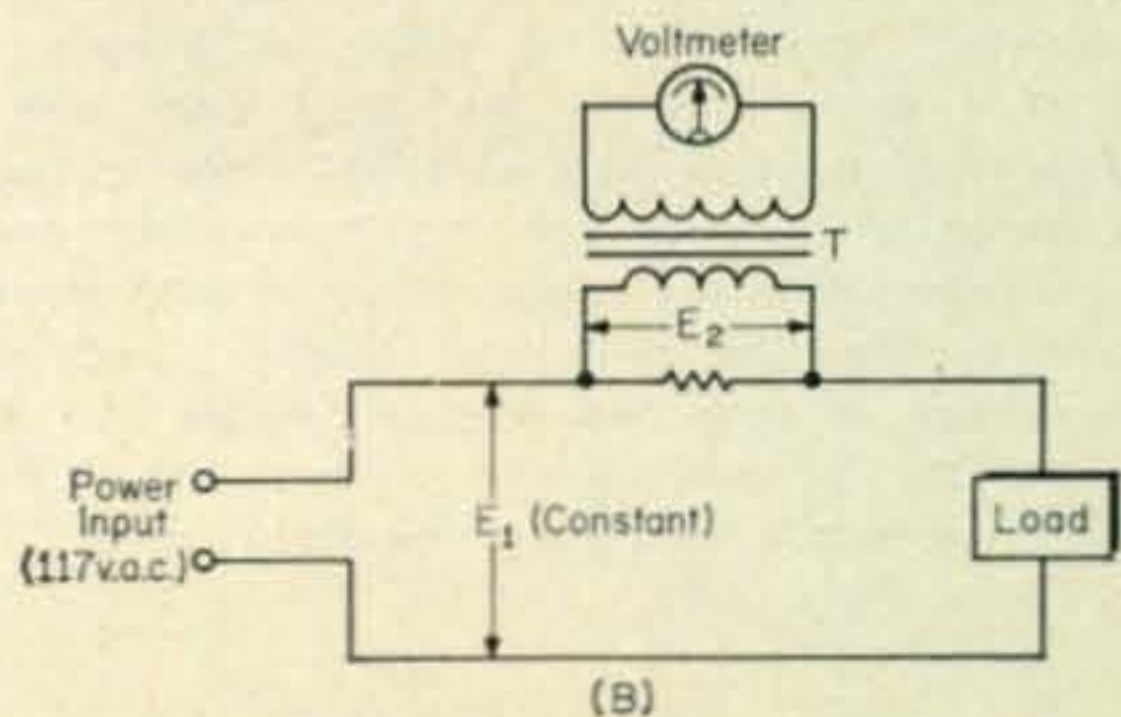 Voltmeter
T
E₂
Power
Input
(117v.a.c.)
E₁ (Constant)
Load
(B)